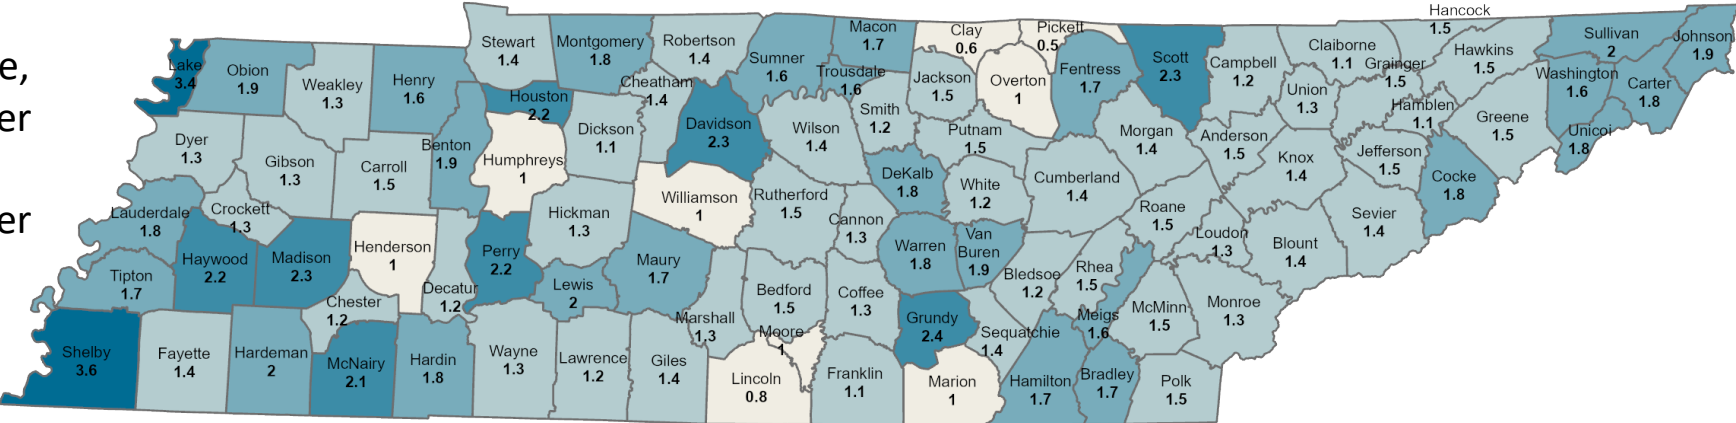 e,
er
er
Lake
3.4
Obion
1.9
Weakley
1.3
Henry
1.6
Stewart
1.4
Montgomery
1.8
Robertson
1.4
Sumner
1.6
Macon
1.7
Trousdale
1.6
Clay
0.6
Pickett
0.5
Scott
2.3
Campbell
1.2
Claiborne
1.1
Hancock
1.5
Hawkins
1.5
Grainger
1.5
Sullivan
2
Johnson
1.9
Washington
1.6
Carter
1.8
Unicoi
1.8
Greene
1.5
Hamblen
1.1
Union
1.3
Jackson
1.5
Overton
1
Fentress
1.7
Cheatham
1.4
Houston
2.2
Dickson
1.1
Davidson
2.3
Wilson
1.4
Smith
1.2
Putnam
1.5
Morgan
1.4
Anderson
1.5
Knox
1.4
Jefferson
1.5
Cocke
1.8
Dyer
1.3
Gibson
1.3
Carroll
1.5
Benton
1.9
Humphreys
1
Williamson
1
Rutherford
1.5
Cannon
1.3
DeKalb
1.8
White
1.2
Cumberland
1.4
Roane
1.5
Loudon
1.3
Blount
1.4
Sevier
1.4
Lauderdale
1.8
Crockett
1.3
Haywood
2.2
Madison
2.3
Henderson
1
Decatur
1.2
Perry
2.2
Hickman
1.3
Lewis
2
Maury
1.7
Warren
1.8
Van
Buren
1.9
Bledsoe
1.2
Rhea
1.5
Meigs
1.6
McMinn
1.5
Monroe
1.3
Tipton
1.7
Chester
1.2
Marshall
1.3
Bedford
1.5
Coffee
1.3
Grundy
2.4
Sequatchie
1.4
Moore
1
Shelby
3.6
Fayette
1.4
Hardeman
2
McNairy
2.1
Hardin
1.8
Wayne
1.3
Lawrence
1.2
Giles
1.4
Lincoln
0.8
Franklin
1.1
Marion
1
Hamilton
1.7
Bradley
1.7
Polk
1.5